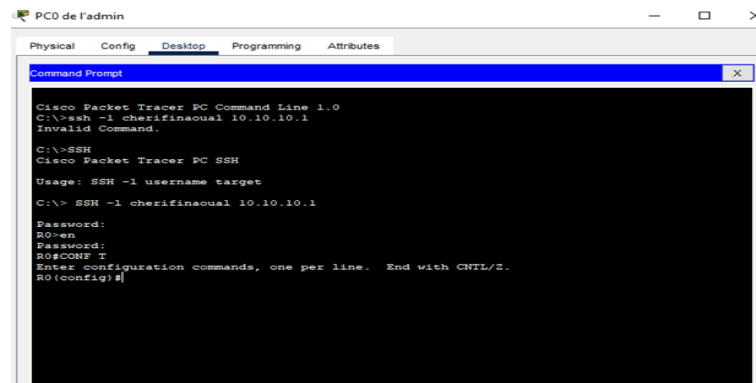 PC0 de l'admin
Physical Config Desktop Programming Attributes
Command Prompt
X
Cisco Packet Tracer PC Command Line 1.0
C:\>ssh -l cherifinaoual 10.10.10.1
Invalid Command.
C:\>SSH
Cisco Packet Tracer PC SSH
Usage: SSH -l username target
C:\> SSH -l cherifinaoual 10.10.10.1
Password:
R0>en
Password:
R0#CONF T
Enter configuration commands, one per line.  End with CNTL/Z.
R0(config)#